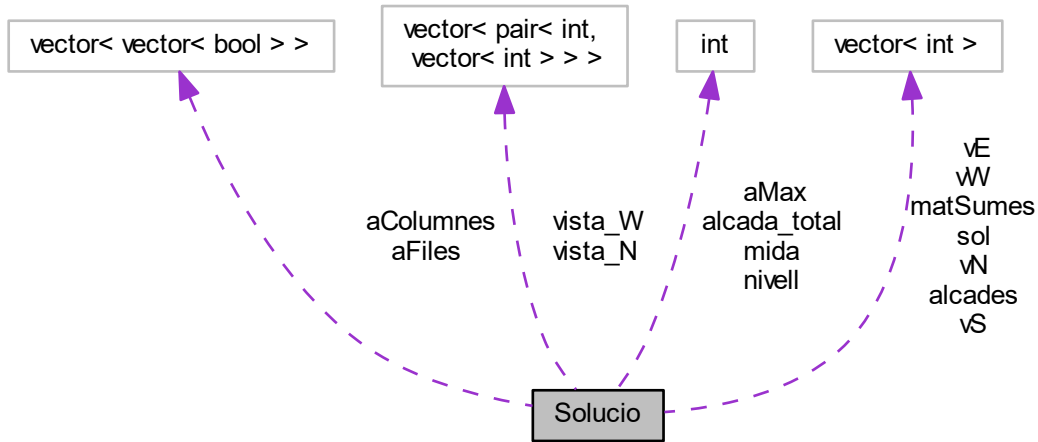 vector< vector< bool > >
vector< pair< int,
vector< int > > >
int
vector< int >
aColumnes
aFiles
vista_W
vista_N
aMax
alcada_total
mida
nivell
vE
vW
matSumes
sol
vN
alcades
vS
Solucio